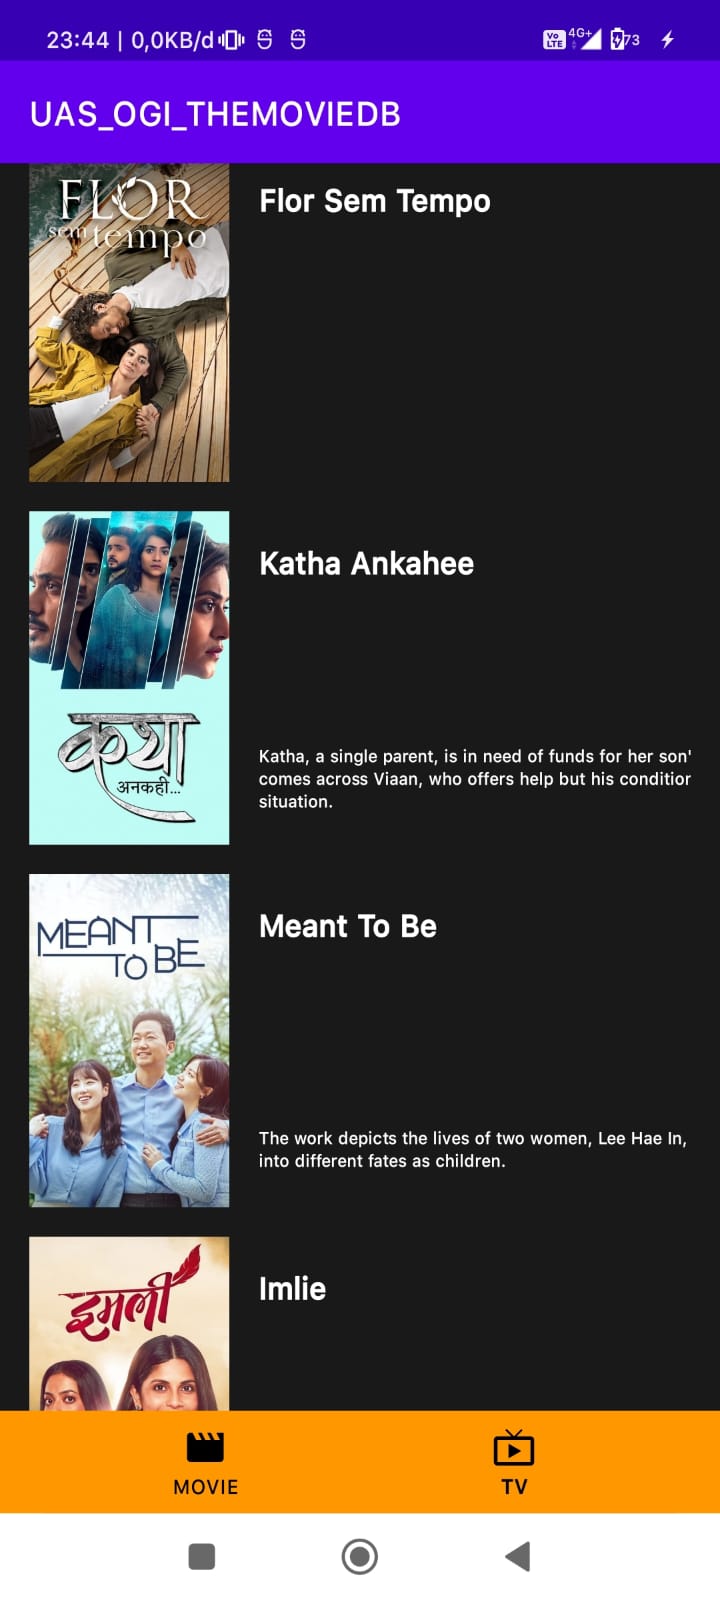 23:44 | 0,0KB/d
Vo LTE 4G+ 73
UAS_OGI_THEMOVIEDB
FLOR
sem tempo
Flor Sem Tempo
Katha Ankahee
कथा
अनकही...
Katha, a single parent, is in need of funds for her son'
comes across Viaan, who offers help but his condition
situation.
MEANT
TO BE
Meant To Be
The work depicts the lives of two women, Lee Hae In,
into different fates as children.
इमली
Imlie
MOVIE
TV